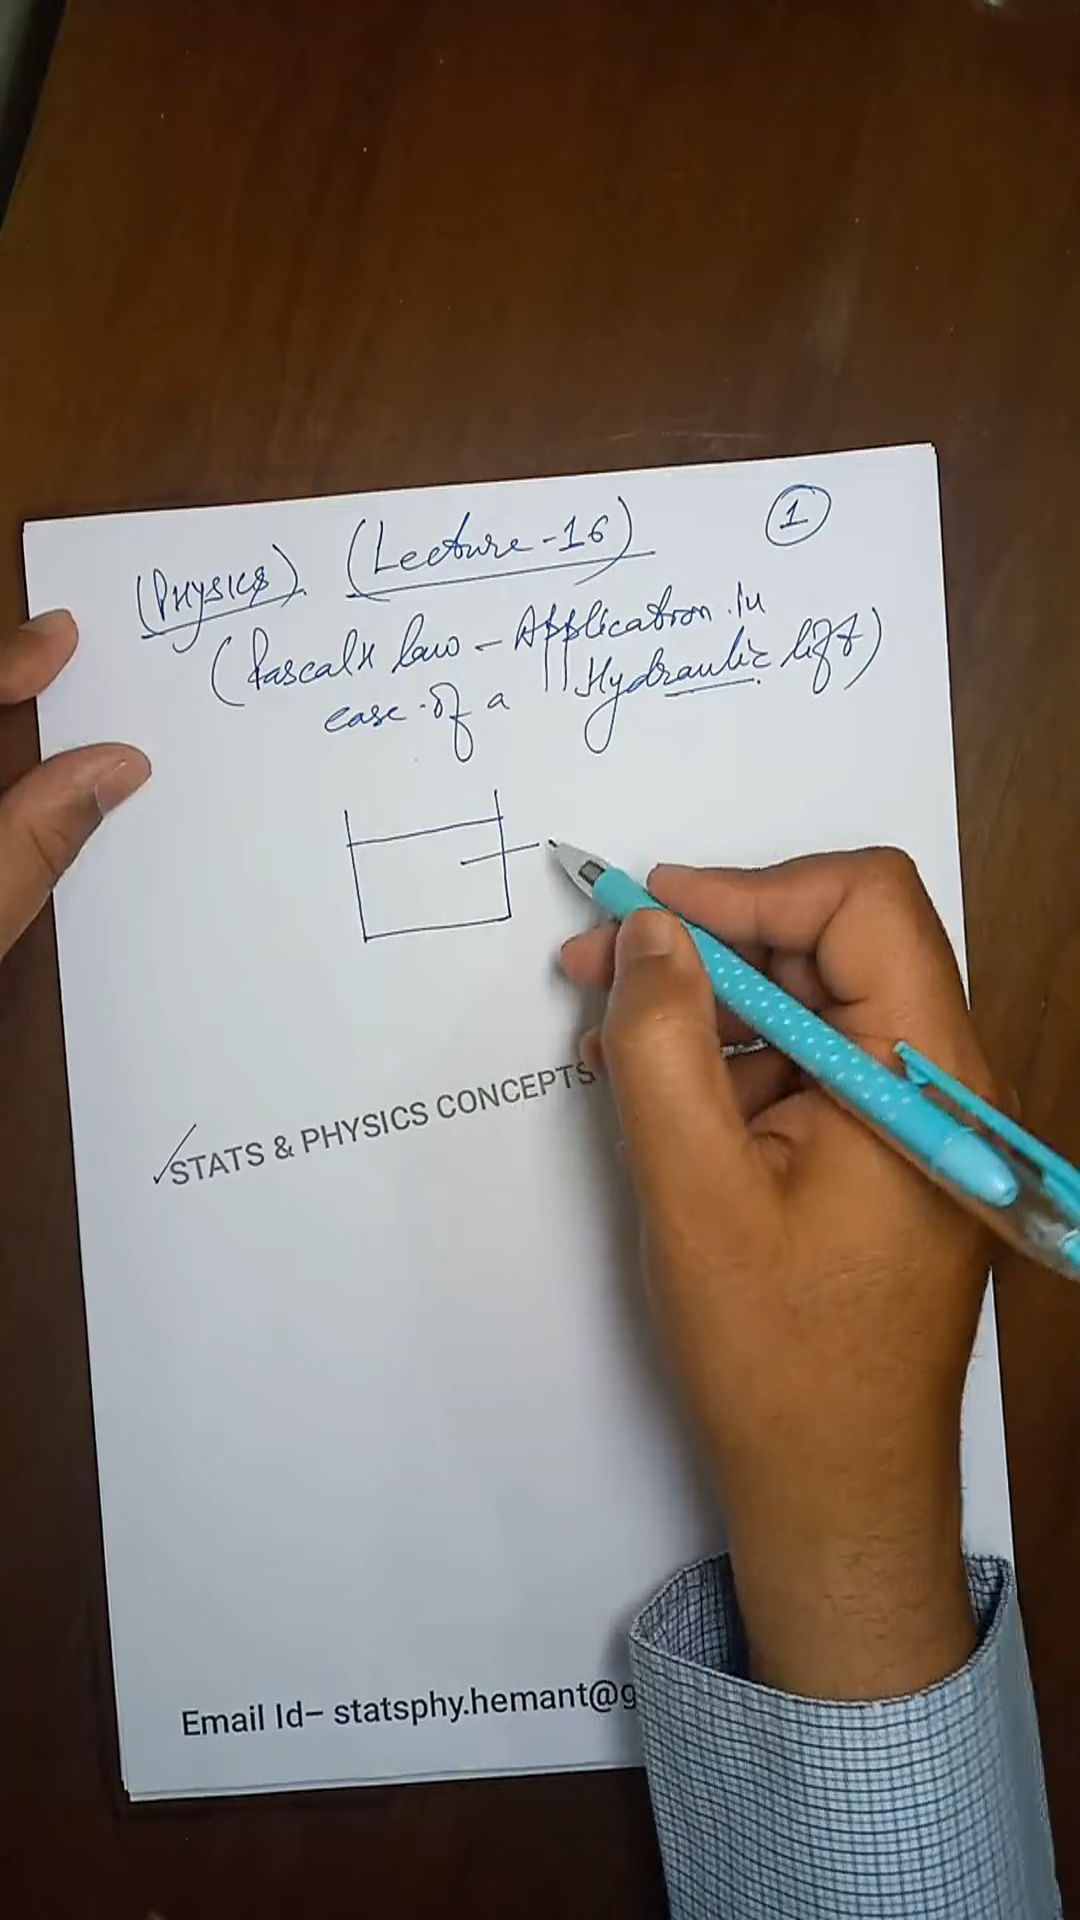 (Physics). (Lecture-16) 1
(Pascal's law - Application in
case of a Hydraulic lift)
STATS & PHYSICS CONCEPTS
Email Id– statsphy.hemant@g